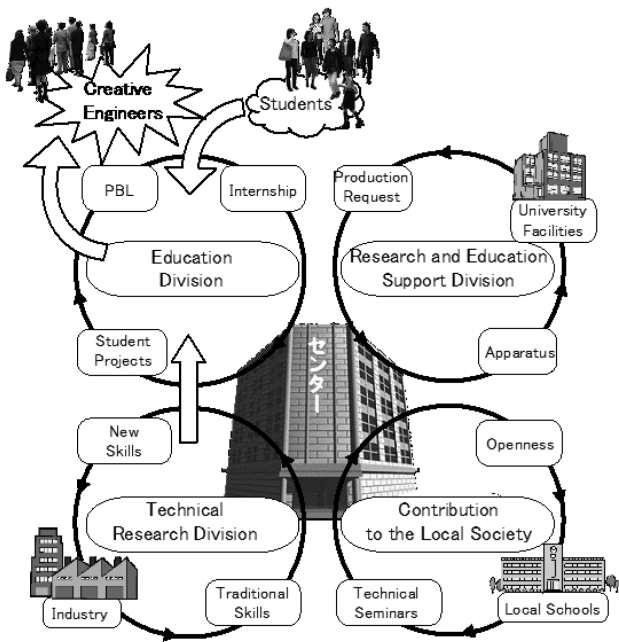 Creative
Engineers
Students
PBL
Internship
Education
Division
Student
Projects
Production
Request
University
Facilities
Research and Education
Support Division
Apparatus
センター
New
Skills
Technical
Research Division
Industry
Traditional
Skills
Openness
Contribution
to the Local Society
Technical
Seminars
Local Schools